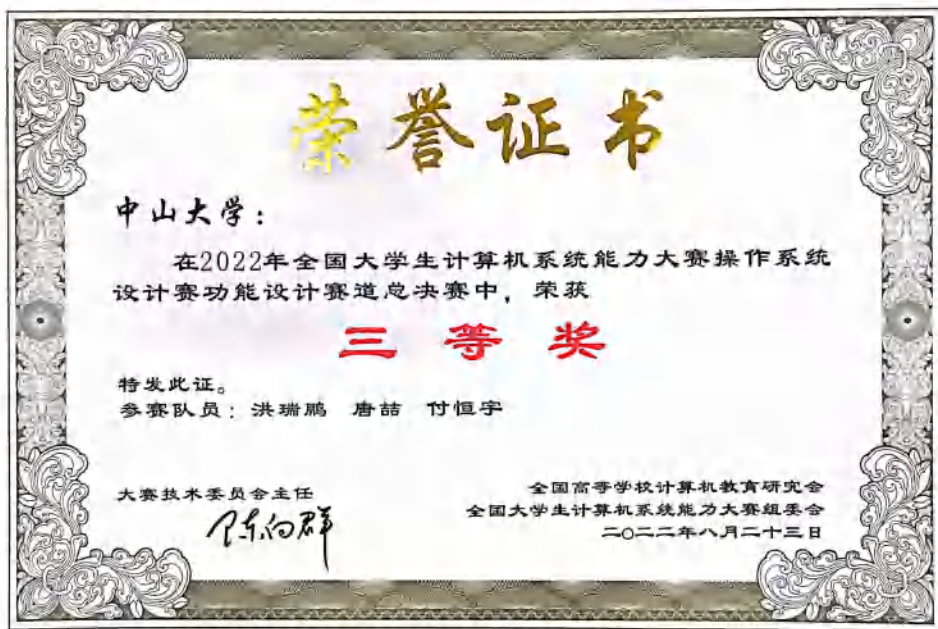 荣誉证书
中山大学：
在2022年全国大学生计算机系统能力大赛操作系统
设计赛功能设计赛道总决赛中，荣获
三等奖
特发此证。
参赛队员：洪瑞鹏 唐喆 付恒宇
大赛技术委员会主任
陈向群
全国高等学校计算机教育研究会
全国大学生计算机系统能力大赛组委会
二〇二二年八月二十三日